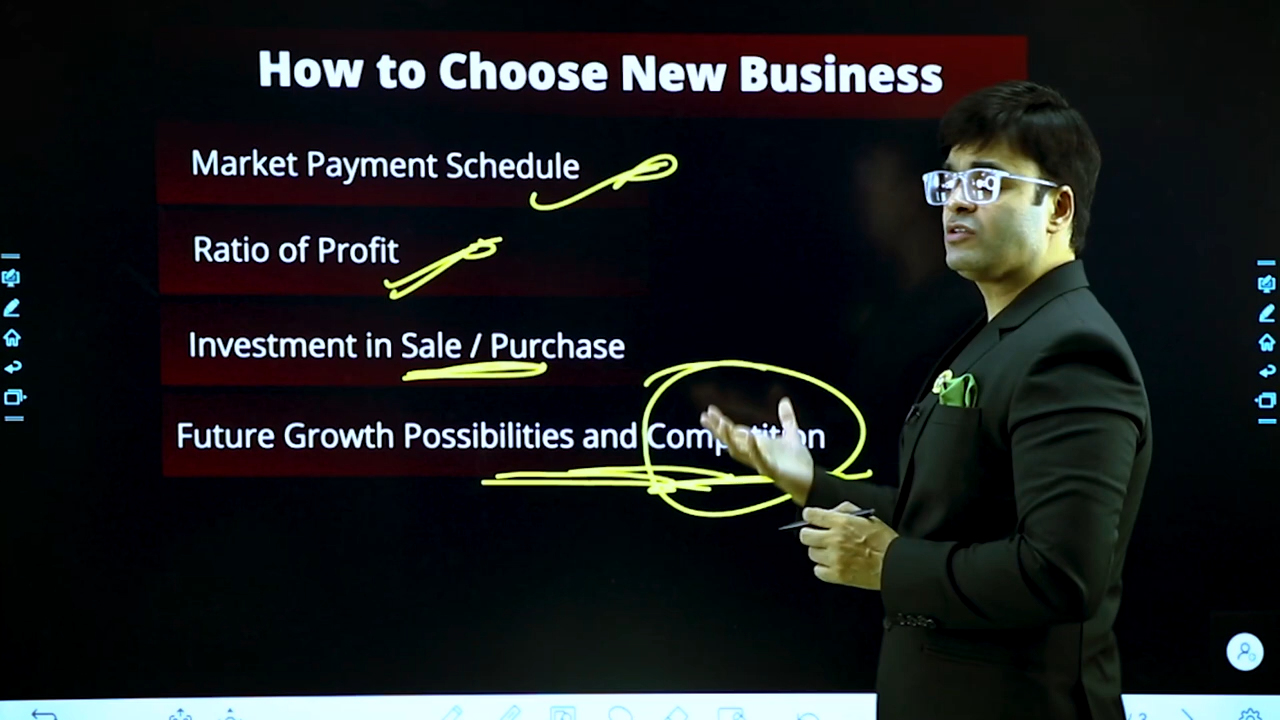 How to Choose New Business
Market Payment Schedule
Ratio of Profit
Investment in Sale / Purchase
Future Growth Possibilities and Competition